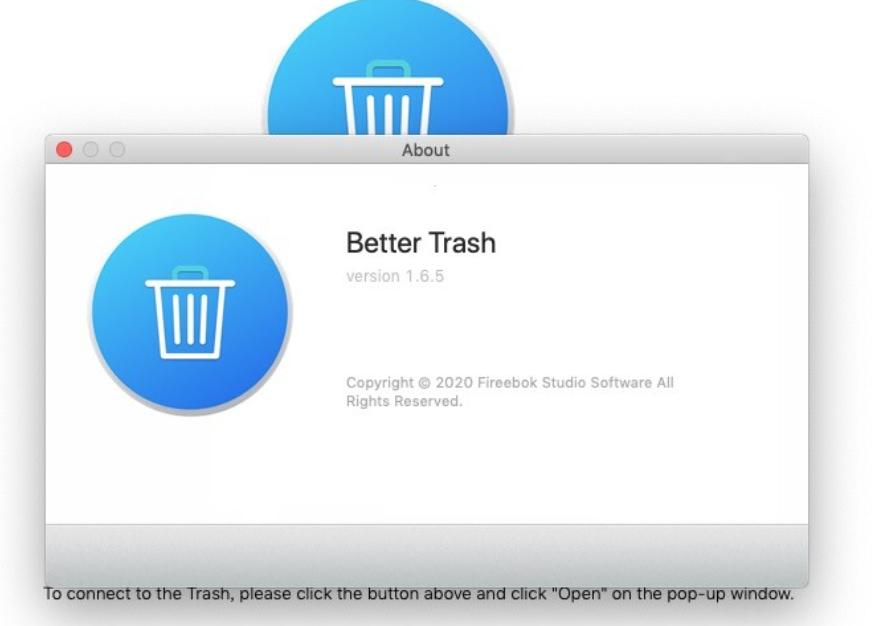 About
Better Trash
version 1.6.5
Copyright © 2020 Fireebok Studio Software All
Rights Reserved.
To connect to the Trash, please click the button above and click "Open" on the pop-up window.